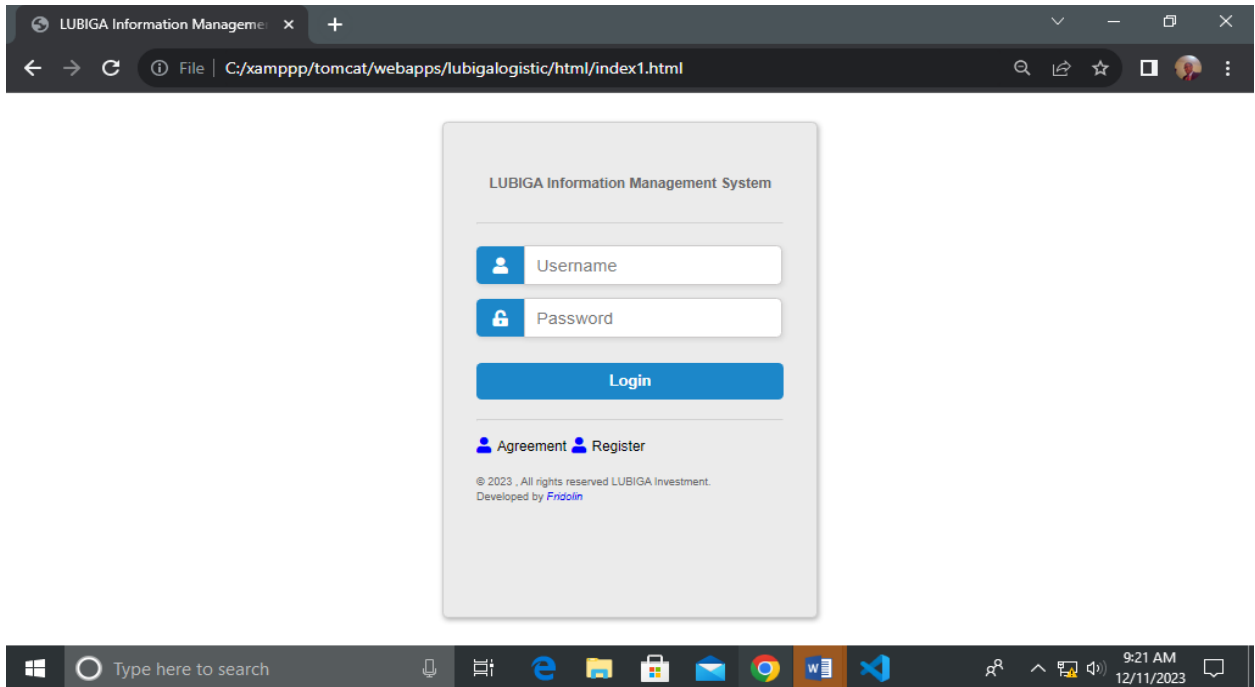 LUBIGA Information Manageme
File | C:/xamppp/tomcat/webapps/lubigalogistic/html/index1.html
LUBIGA Information Management System
Username
Password
Login
Agreement Register
© 2023 , All rights reserved LUBIGA Investment.
Developed by Fridolin
Type here to search
9:21 AM
12/11/2023